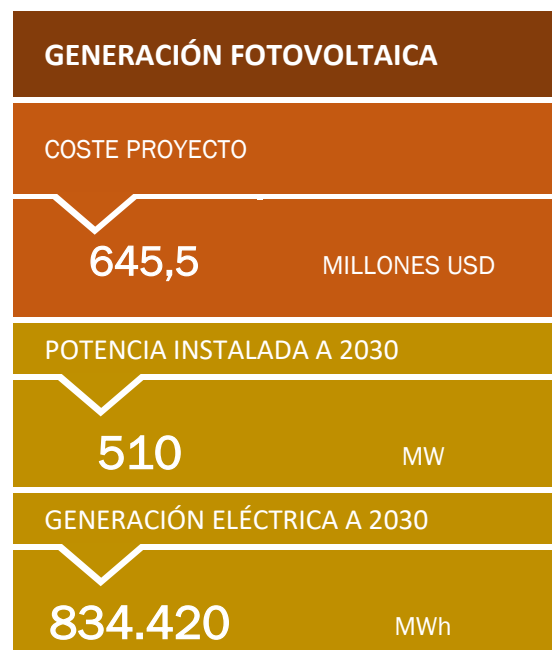 GENERACIÓN FOTOVOLTAICA
COSTE PROYECTO
645,5 MILLONES USD
POTENCIA INSTALADA A 2030
510 MW
GENERACIÓN ELÉCTRICA A 2030
834.420 MWh